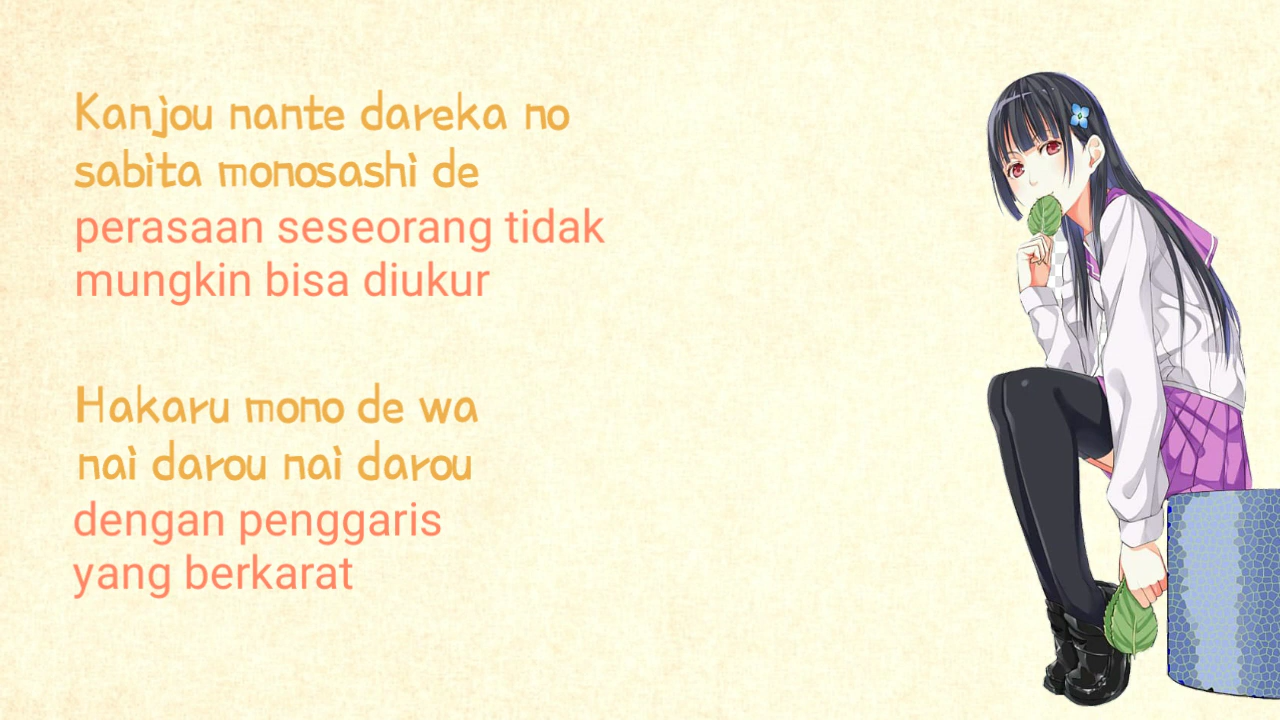 Kanjou nante dareka no
sabita monosashi de
perasaan seseorang tidak
mungkin bisa diukur
Hakaru mono de wa
nai darou nai darou
dengan penggaris
yang berkarat